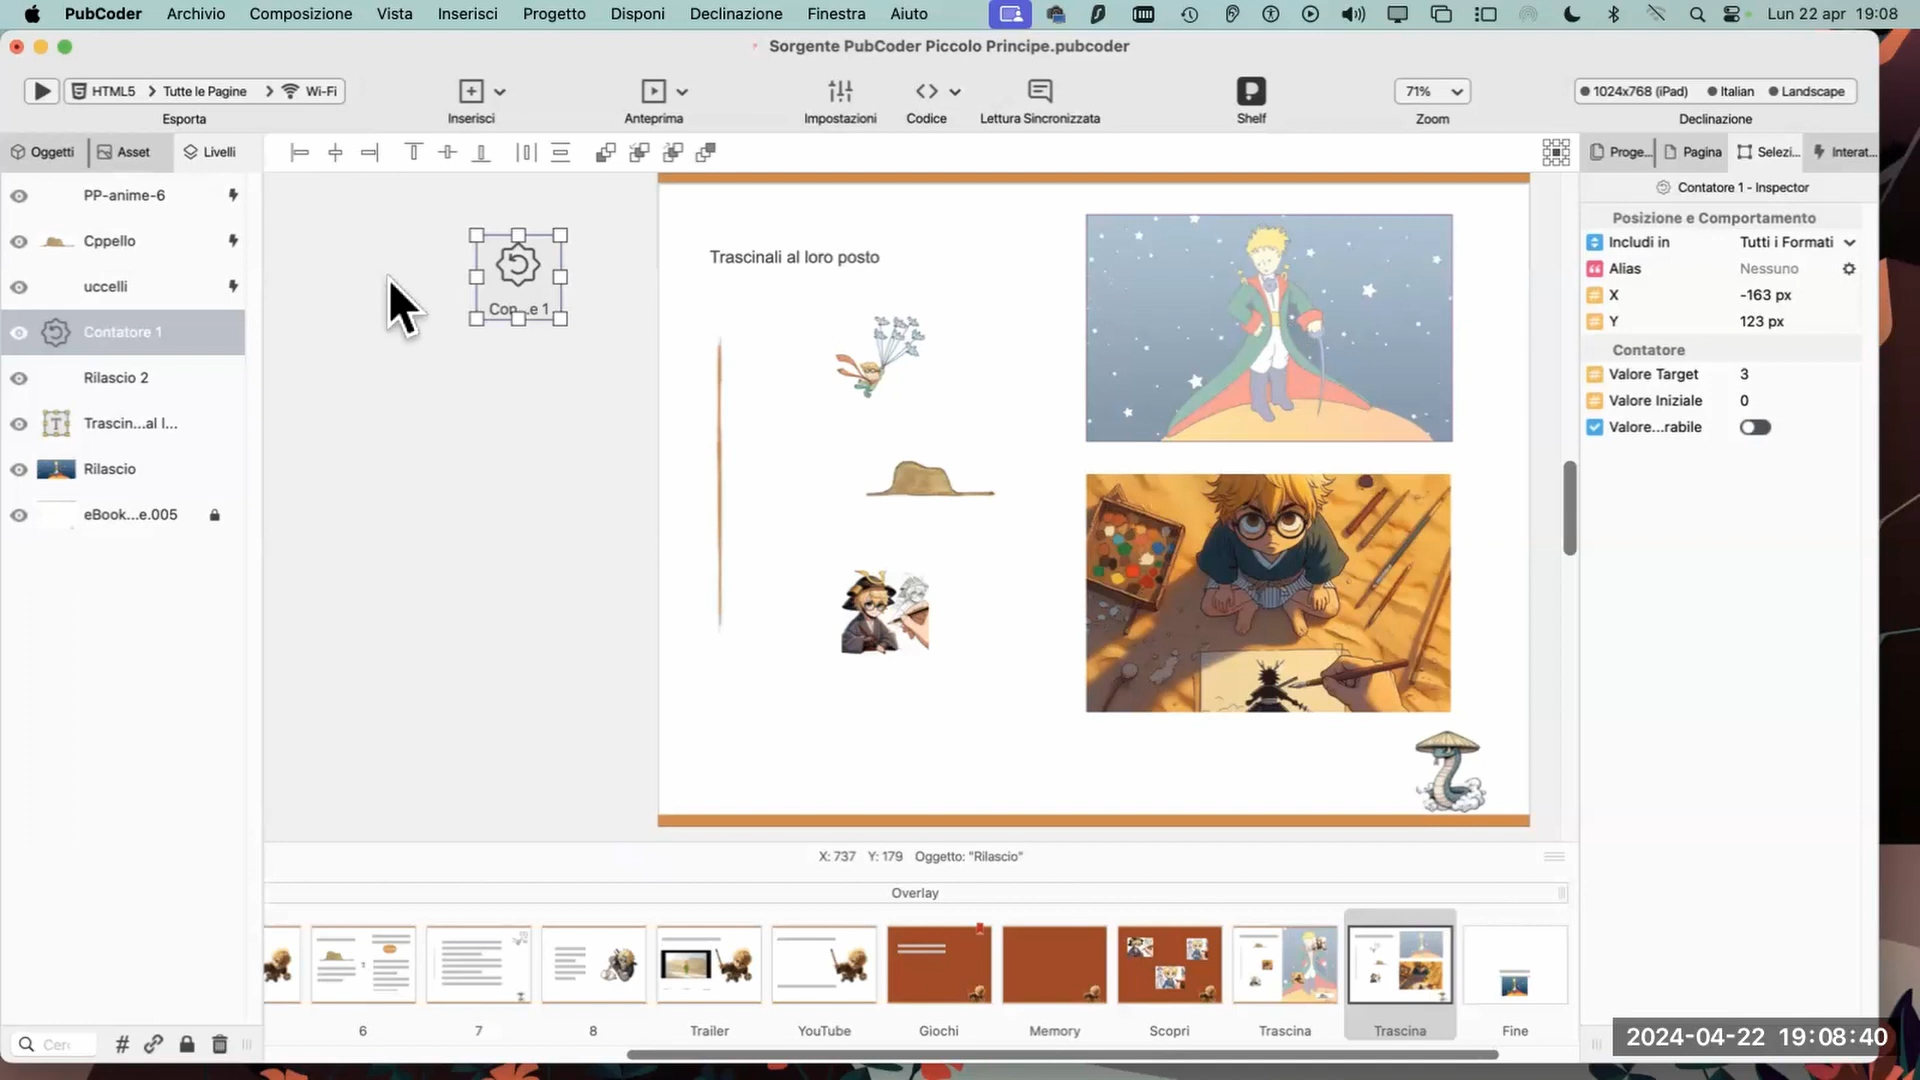 PubCoder Archivio Composizione Vista Inserisci Progetto Disponi Declinazione Finestra Aiuto Lun 22 apr 19:08
Sorgente PubCoder Piccolo Principe.pubcoder
HTML5 Tutte le Pagine Wi-Fi
71%
1024x768 (iPad) Italian Landscape
Esporta Inserisci Anteprima Impostazioni Codice Lettura Sincronizzata Shelf Zoom Declinazione
Oggetti Asset Livelli
Proge... Pagina Selezi... Interat...
Contatore 1 - Inspector
PP-anime-6
Cppello
uccelli
Contatore 1
Rilascio 2
Trascin...al l...
Rilascio
eBook...e.005
Con...e 1
Trascinali al loro posto
Posizione e Comportamento
Includi in Tutti i Formati
Alias Nessuno
X -163 px
Y 123 px
Contatore
Valore Target 3
Valore Iniziale 0
Valore...rabile
X: 737 Y: 179 Oggetto: "Rilascio"
Overlay
6 7 8 Trailer YouTube Giochi Memory Scopri Trascina Trascina Fine
Cerc
2024-04-22 19:08:40